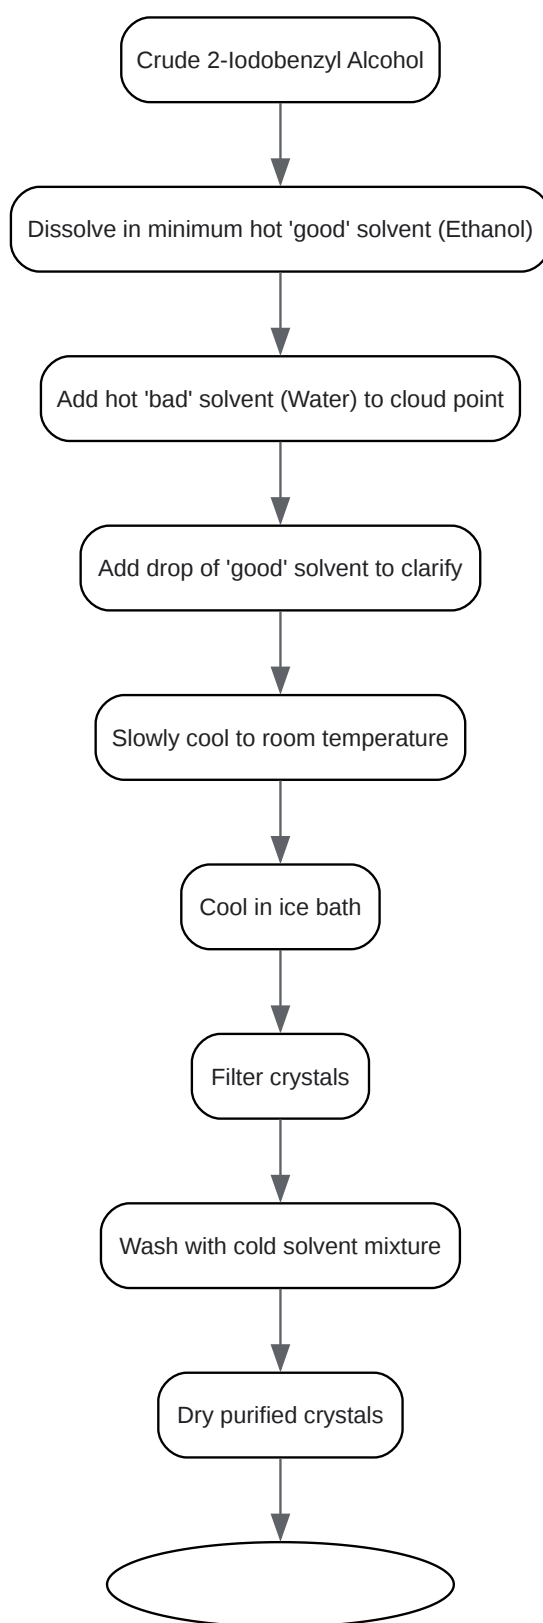 Crude 2-Iodobenzyl Alcohol
Dissolve in minimum hot 'good' solvent (Ethanol)
Add hot 'bad' solvent (Water) to cloud point
Add drop of 'good' solvent to clarify
Slowly cool to room temperature
Cool in ice bath
Filter crystals
Wash with cold solvent mixture
Dry purified crystals